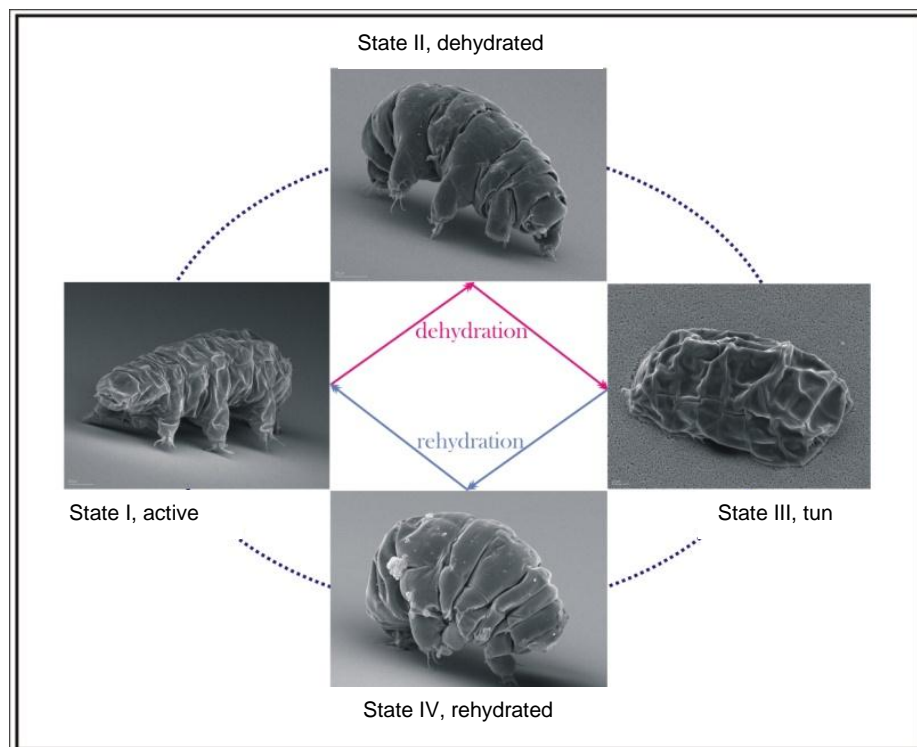 State II, dehydrated
dehydration
rehydration
State I, active
State III, tun
State IV, rehydrated